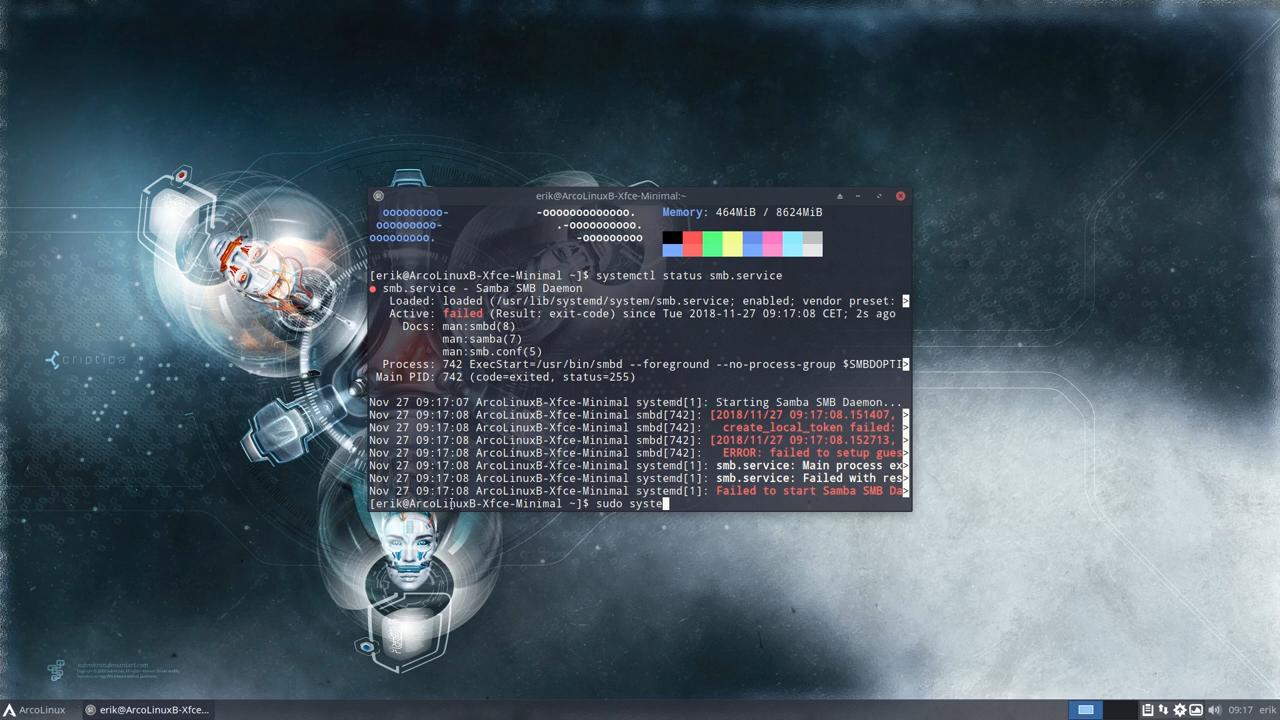 erik@ArcoLinuxB-Xfce-Minimal:~
ooooooooo- -ooooooooooooo. Memory: 464MiB / 8624MiB
ooooooooo- .-oooooooooo.
ooooooooo. -ooooooooo
[erik@ArcoLinuxB-Xfce-Minimal ~]$ systemctl status smb.service
● smb.service - Samba SMB Daemon
Loaded: loaded (/usr/lib/systemd/system/smb.service; enabled; vendor preset: >
Active: failed (Result: exit-code) since Tue 2018-11-27 09:17:08 CET; 2s ago
Docs: man:smbd(8)
man:samba(7)
man:smb.conf(5)
Process: 742 ExecStart=/usr/bin/smbd --foreground --no-process-group $SMBDOPTI>
Main PID: 742 (code=exited, status=255)
Nov 27 09:17:07 ArcoLinuxB-Xfce-Minimal systemd[1]: Starting Samba SMB Daemon...
Nov 27 09:17:08 ArcoLinuxB-Xfce-Minimal smbd[742]: [2018/11/27 09:17:08.151407, >
Nov 27 09:17:08 ArcoLinuxB-Xfce-Minimal smbd[742]: create_local_token failed: >
Nov 27 09:17:08 ArcoLinuxB-Xfce-Minimal smbd[742]: [2018/11/27 09:17:08.152713, >
Nov 27 09:17:08 ArcoLinuxB-Xfce-Minimal smbd[742]: ERROR: failed to setup gues>
Nov 27 09:17:08 ArcoLinuxB-Xfce-Minimal systemd[1]: smb.service: Main process ex>
Nov 27 09:17:08 ArcoLinuxB-Xfce-Minimal systemd[1]: smb.service: Failed with res>
Nov 27 09:17:08 ArcoLinuxB-Xfce-Minimal systemd[1]: Failed to start Samba SMB Da>
[erik@ArcoLinuxB-Xfce-Minimal ~]$ sudo syste
criptica
ArcoLinux
erik@ArcoLinuxB-Xfce...
09:17
erik